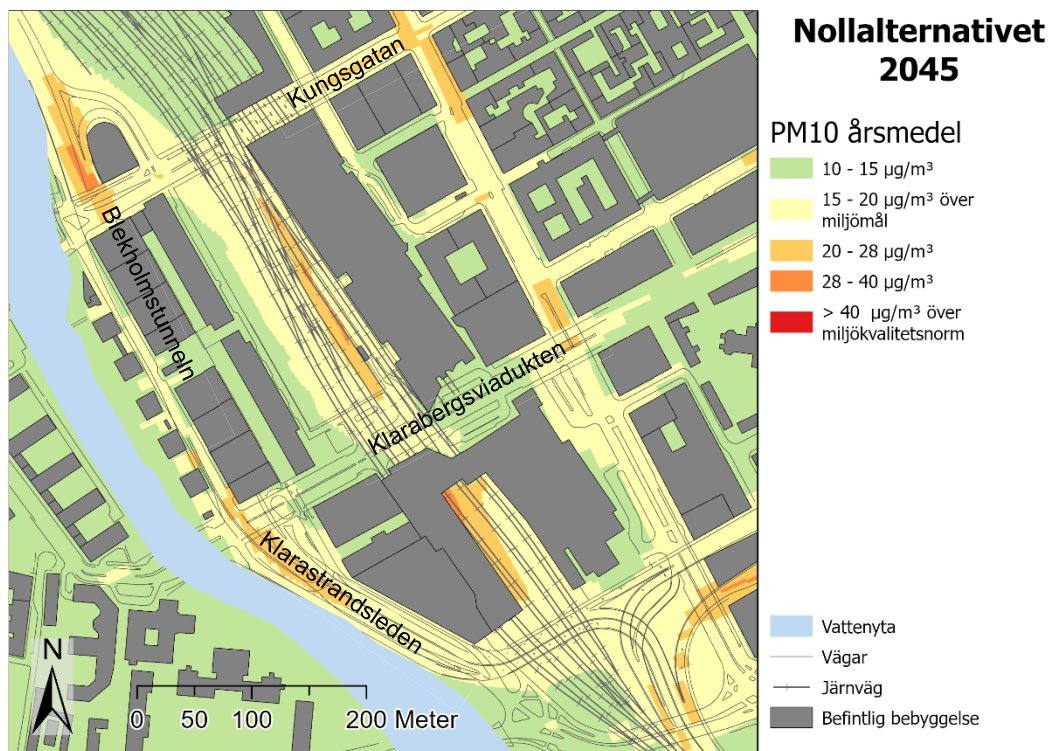 Nollalternativet
2045
PM10 årsmedel
10 - 15 µg/m³
15 - 20 µg/m³ över
miljömål
20 - 28 µg/m³
28 - 40 µg/m³
> 40 µg/m³ över
miljökvalitetsnorm
Kungsgatan
Blekholmstunneln
Klarabergsviadukten
Klarastrandsleden
N
0 50 100 200 Meter
Vattenyta
Vägar
Järnväg
Befintlig bebyggelse